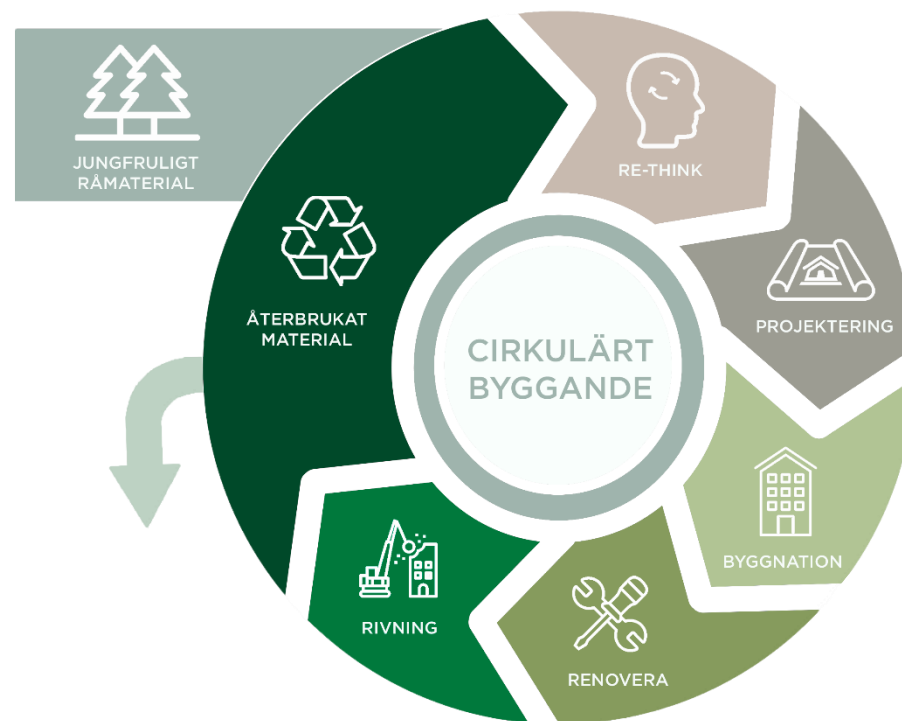 JUNGFRULIGT
RÅMATERIAL
RE-THINK
PROJEKTERING
BYGGNATION
RENOVERA
RIVNING
ÅTERBRUKAT
MATERIAL
CIRKULÄRT
BYGGANDE